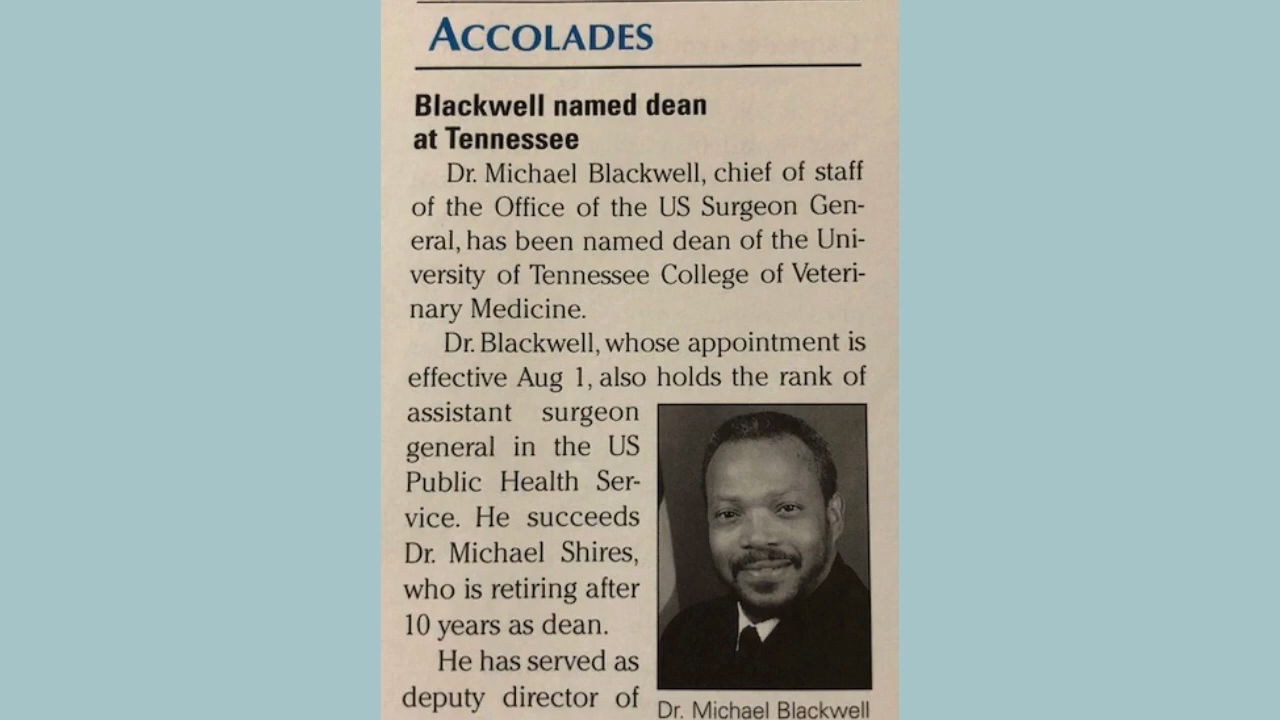 ACCOLADES
Blackwell named dean
at Tennessee
Dr. Michael Blackwell, chief of staff
of the Office of the US Surgeon Gen-
eral, has been named dean of the Uni-
versity of Tennessee College of Veteri-
nary Medicine.
Dr. Blackwell, whose appointment is
effective Aug 1, also holds the rank of
assistant surgeon
general in the US
Public Health Ser-
vice. He succeeds
Dr. Michael Shires,
who is retiring after
10 years as dean.
He has served as
deputy director of
Dr. Michael Blackwell